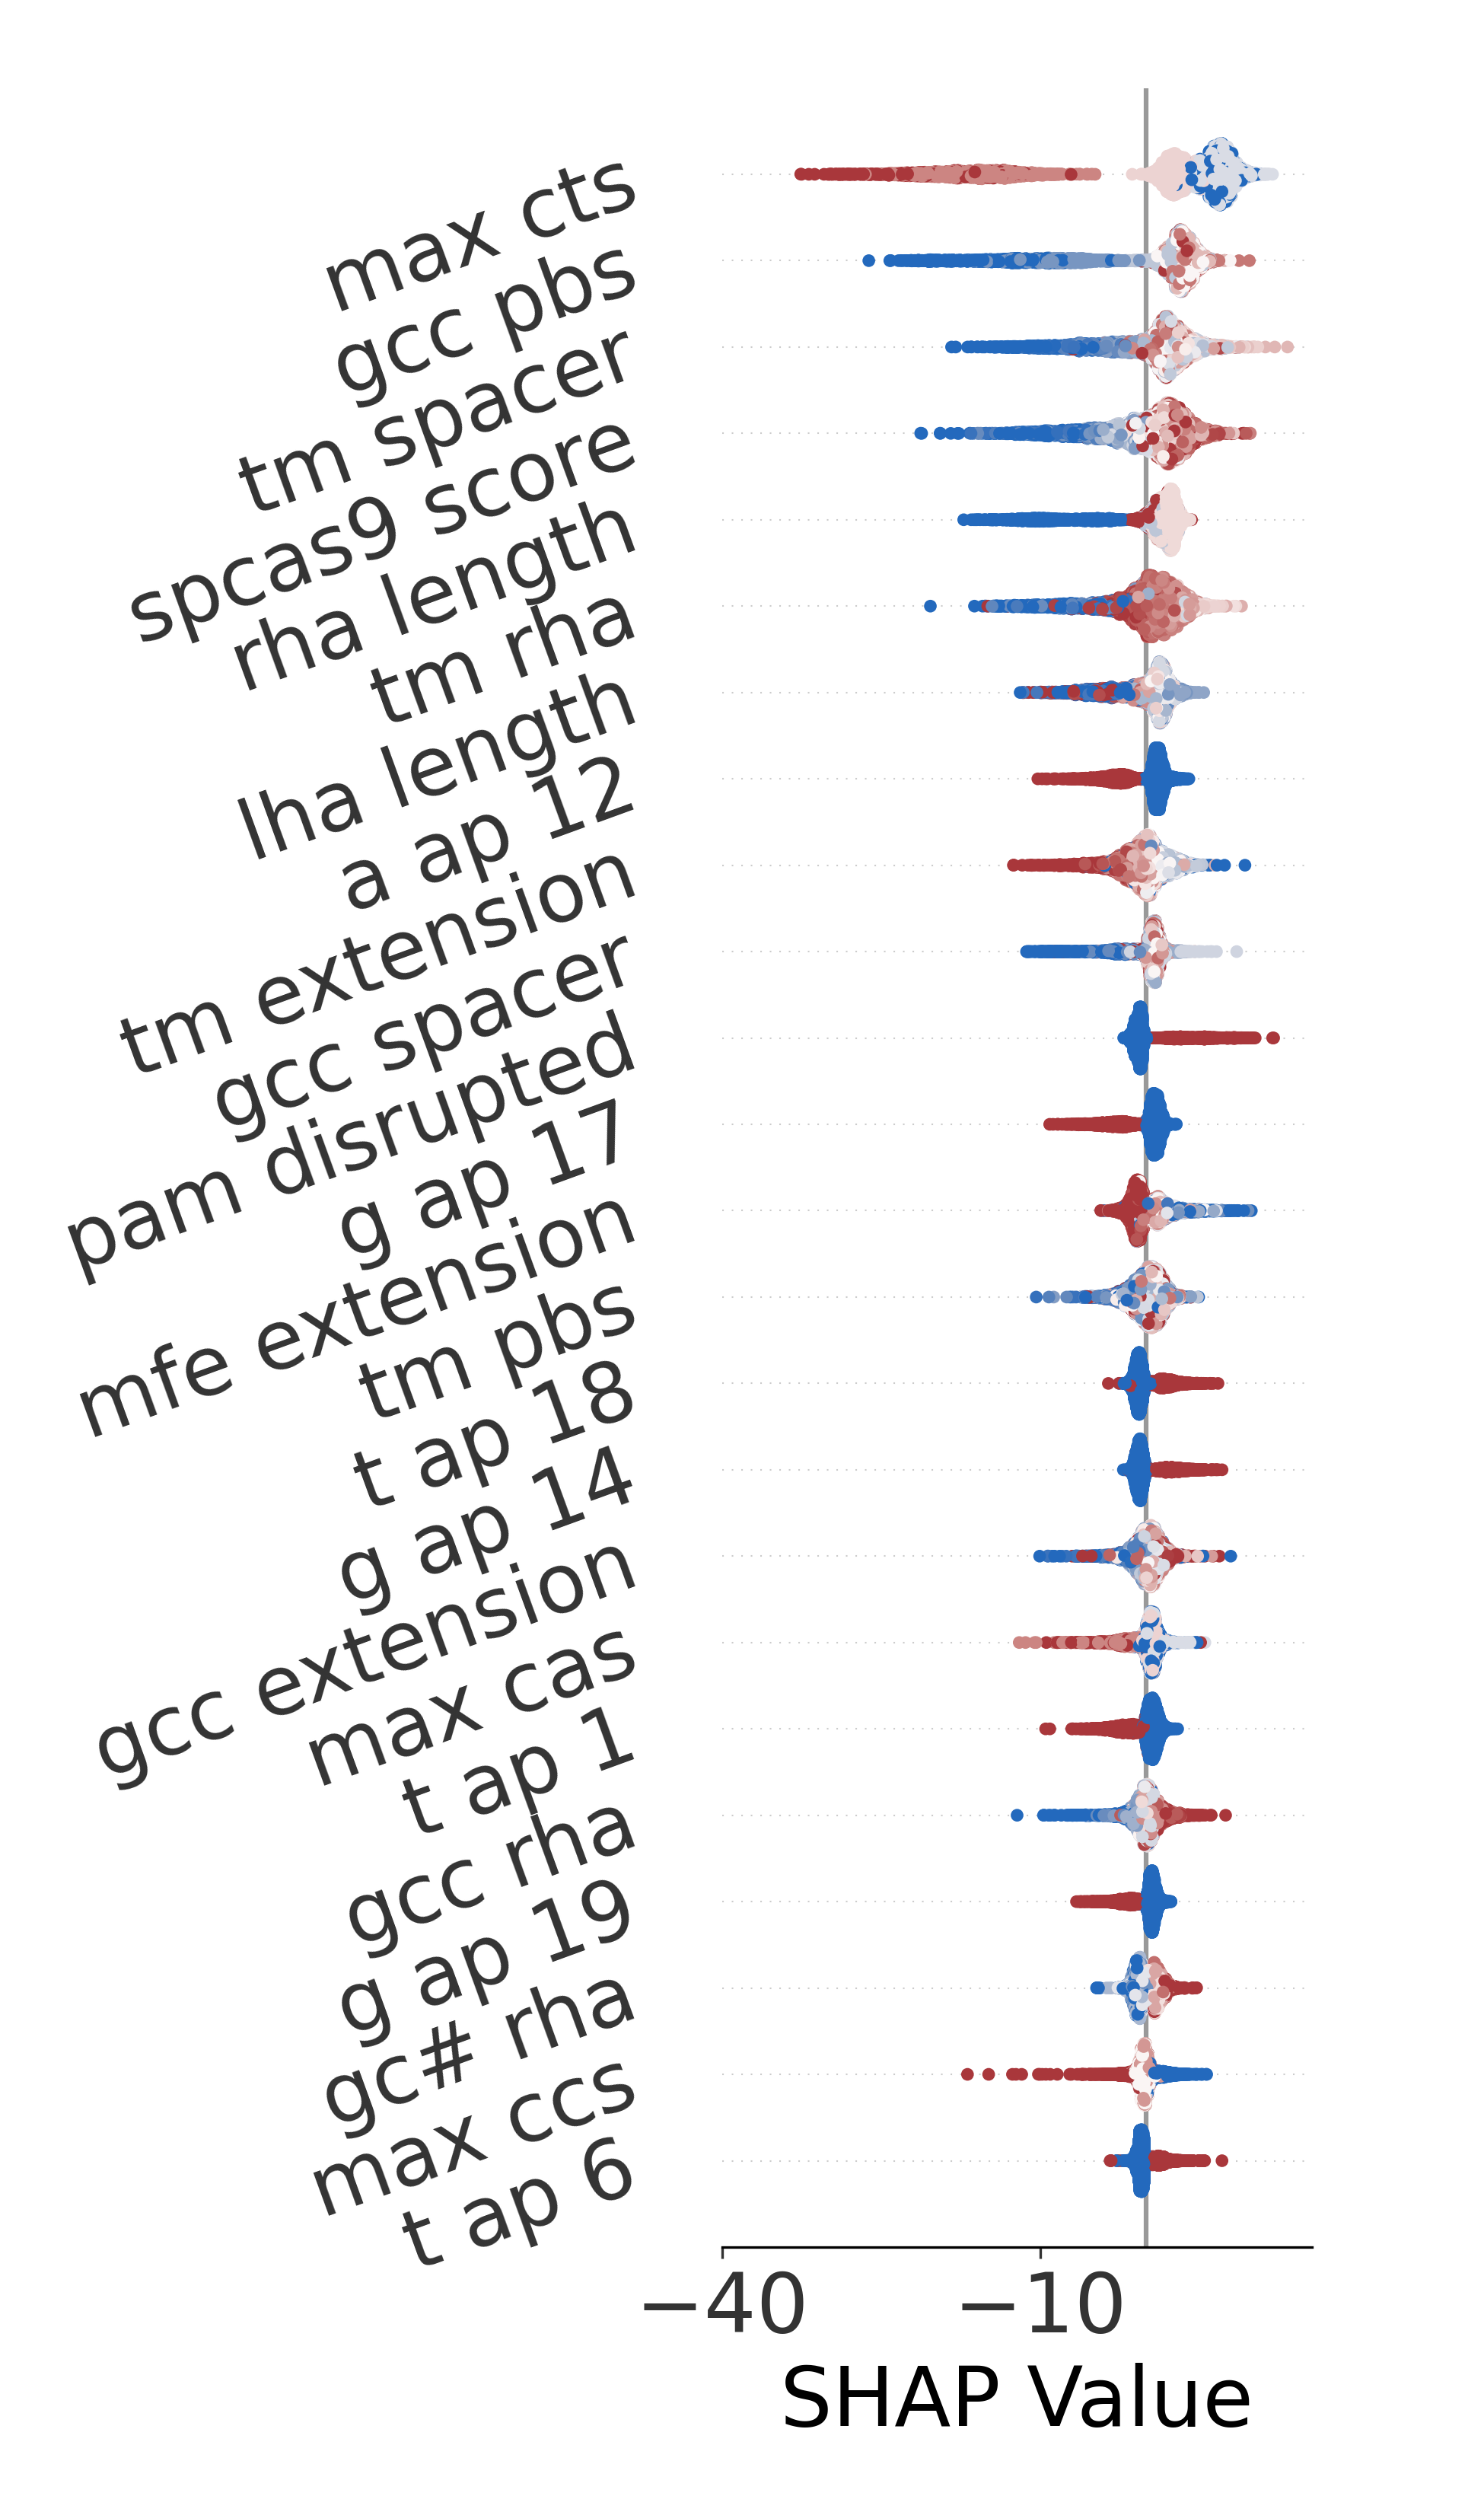 max cts
gcc pbs
tm spacer
spcas9 score
rha length
tm rha
lha length
a ap 12
tm extension
gcc spacer
pam disrupted
g ap 17
mfe extension
tm pbs
t ap 18
g ap 14
gcc extension
max cas
t ap 1
gcc rha
g ap 19
gc# rha
max ccs
t ap 6
−40 −10
SHAP Value